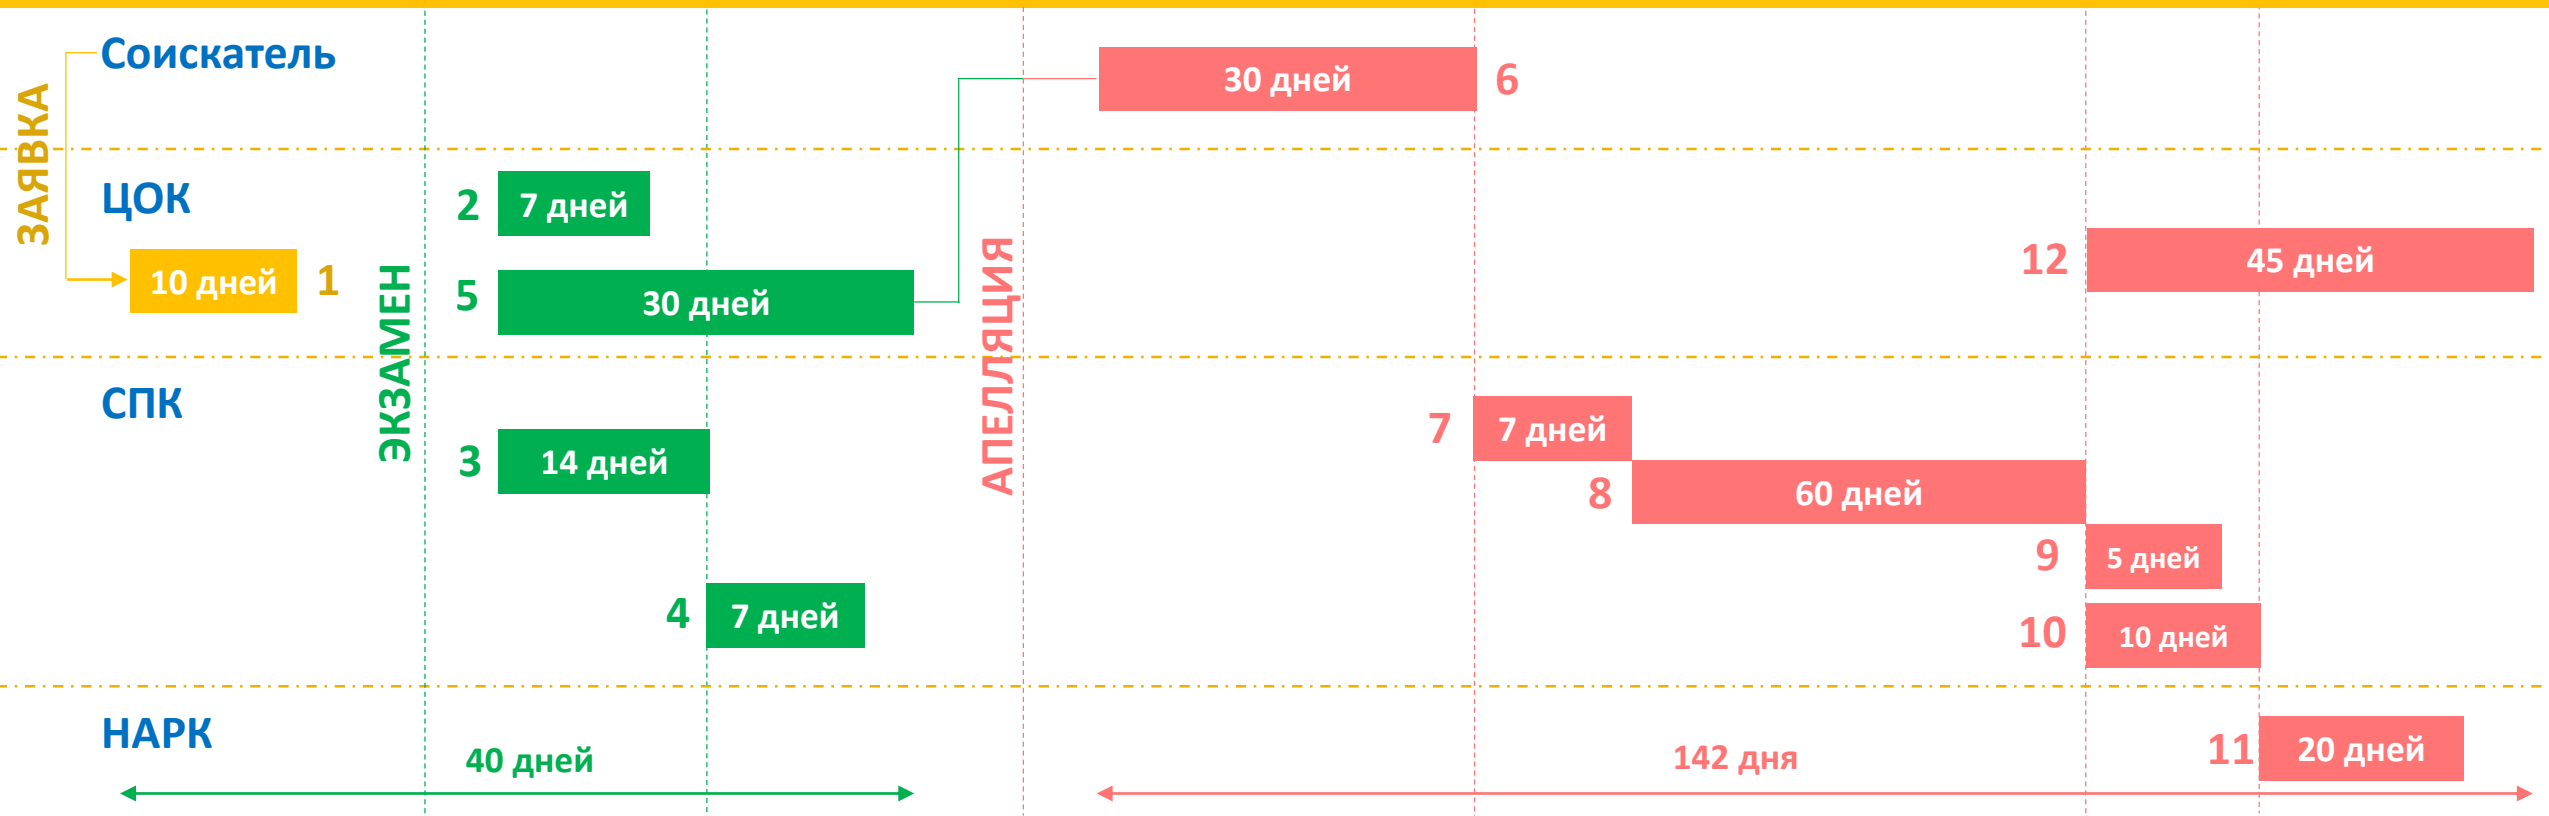 ЗАЯВКА
Соискатель
30 дней
6
ЦОК
10 дней
1
ЭКЗАМЕН
2
7 дней
5
30 дней
АПЕЛЛЯЦИЯ
12
45 дней
СПК
3
14 дней
4
7 дней
7
7 дней
8
60 дней
9
5 дней
10
10 дней
НАРК
40 дней
142 дня
11
20 дней